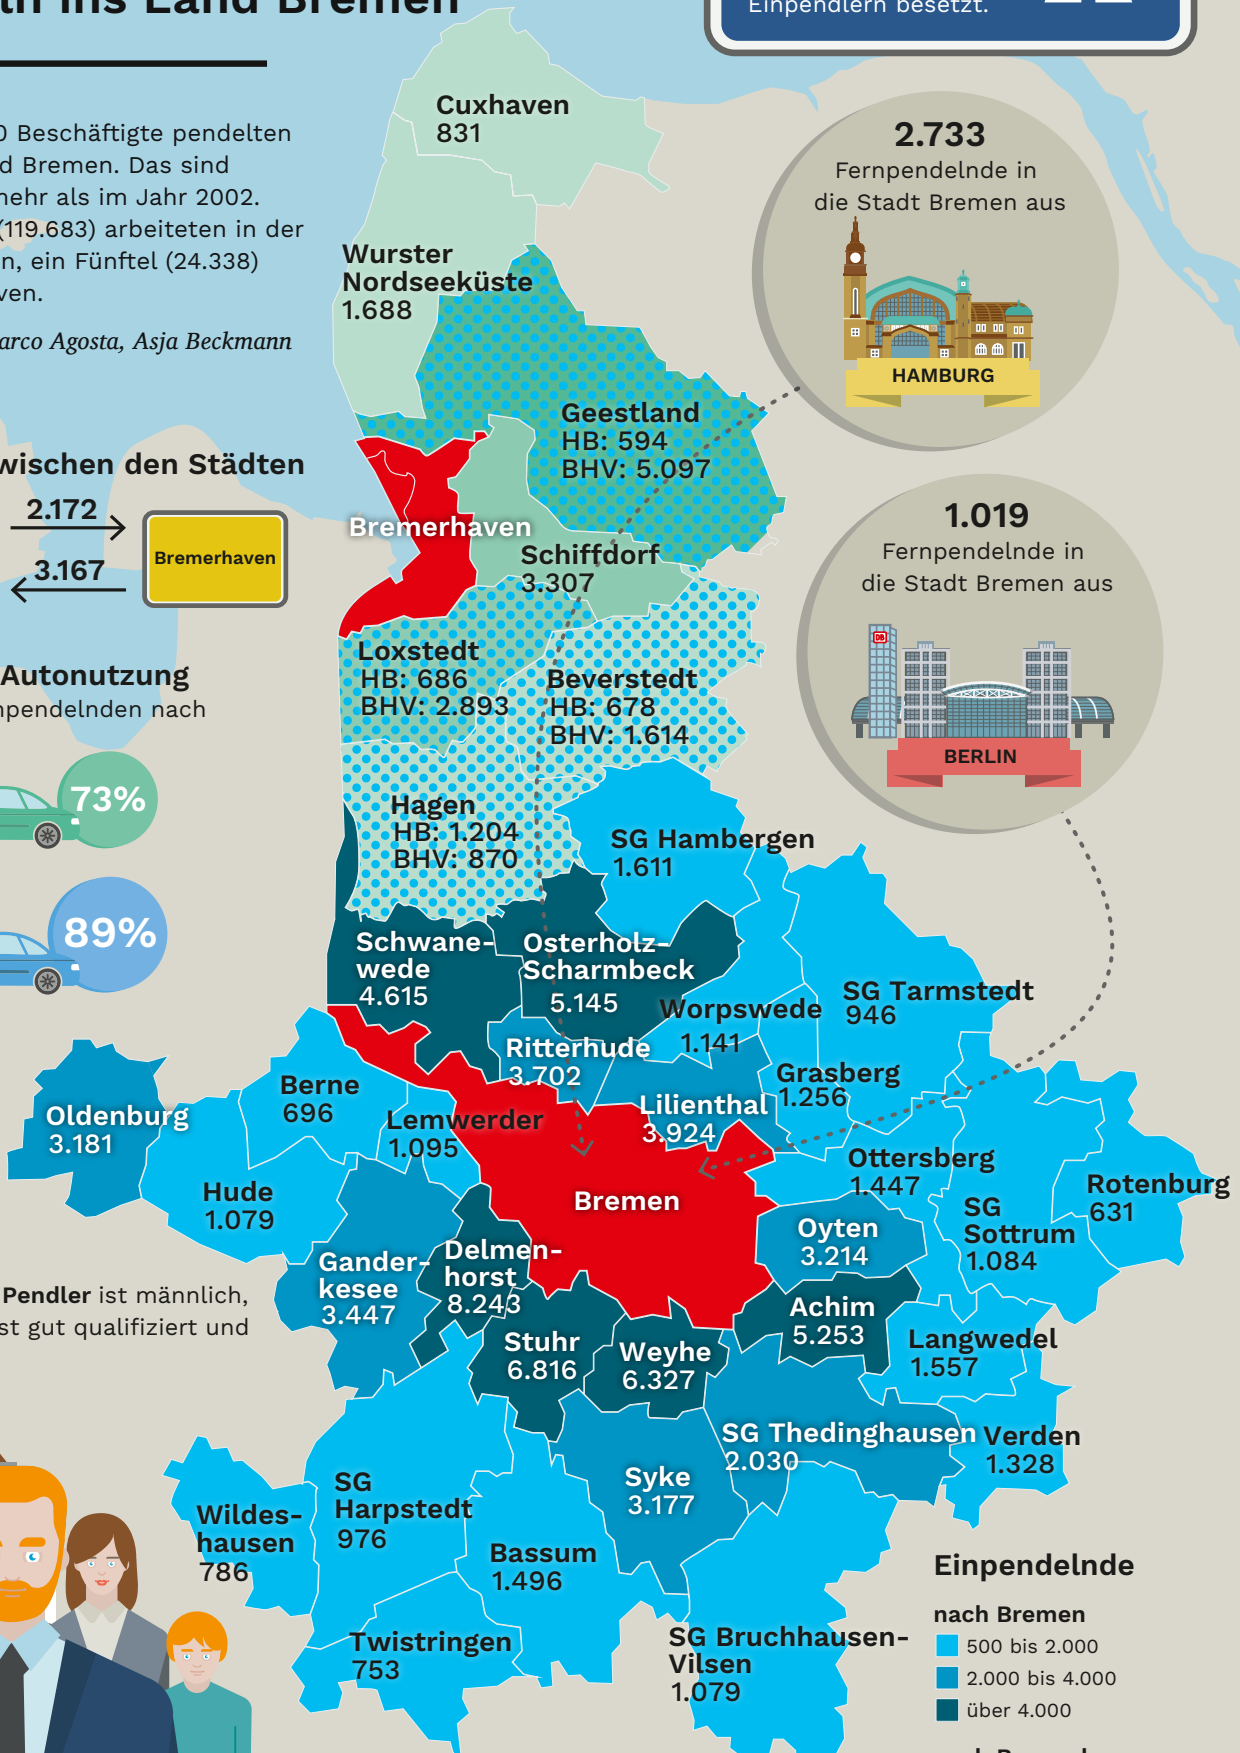 ins Land Bremen
Einpendlern besetzt.
0 Beschäftigte pendelten
d Bremen. Das sind
mehr als im Jahr 2002.
(119.683) arbeiteten in der
n, ein Fünftel (24.338)
ven.
arco Agosta, Asja Beckmann
wischen den Städten
2.172
3.167
Bremerhaven
Autonutzung
npendelnden nach
73%
89%
Pendler ist männlich,
st gut qualifiziert und
2.733
Fernpendelnde in
die Stadt Bremen aus
HAMBURG
1.019
Fernpendelnde in
die Stadt Bremen aus
DB
BERLIN
Cuxhaven
831
Wurster
Nordseeküste
1.688
Geestland
HB: 594
BHV: 5.097
Bremerhaven
Schiffdorf
3.307
Loxstedt
HB: 686
BHV: 2.893
Beverstedt
HB: 678
BHV: 1.614
Hagen
HB: 1.204
BHV: 870
SG Hambergen
1.611
Schwane-
wede
4.615
Osterholz-
Scharmbeck
5.145
Worpswede
1.141
SG Tarmstedt
946
Ritterhude
3.702
Grasberg
1.256
Lilienthal
3.924
Berne
696
Lemwerder
1.095
Oldenburg
3.181
Hude
1.079
Bremen
Ottersberg
1.447
Rotenburg
631
SG
Sottrum
1.084
Oyten
3.214
Gander-
kesee
3.447
Delmen-
horst
8.243
Achim
5.253
Stuhr
6.816
Weyhe
6.327
Langwedel
1.557
SG Thedinghausen
2.030
Verden
1.328
Syke
3.177
SG
Harpstedt
976
Wildes-
hausen
786
Bassum
1.496
Twistringen
753
SG Bruchhausen-
Vilsen
1.079
Einpendelnde
nach Bremen
500 bis 2.000
2.000 bis 4.000
über 4.000